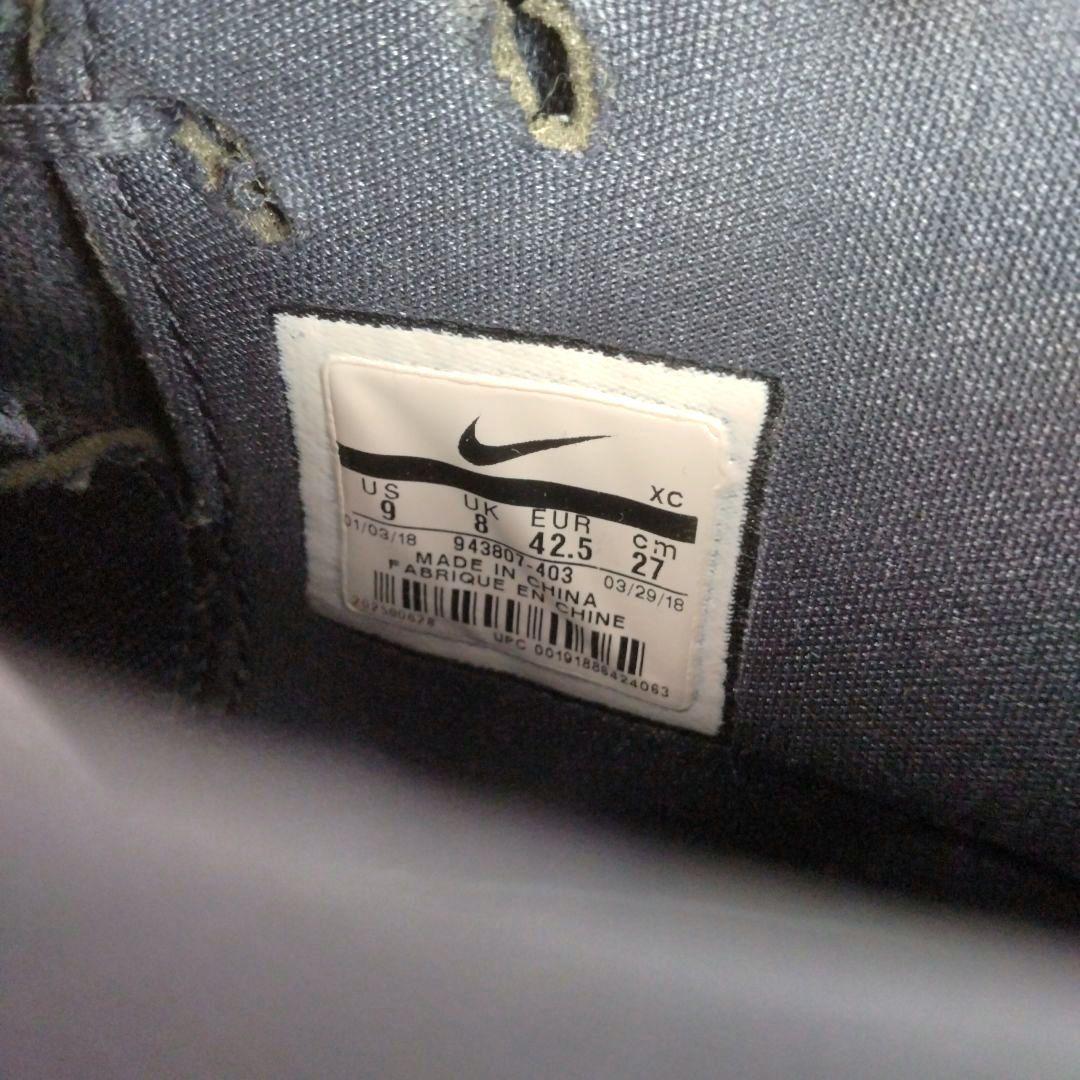 XC
US UK EUR cm
9 8 42.5 27
01/03/18 943807-403 03/29/18
MADE IN CHINA
FABRIQUE EN CHINE
UPC 00191886424063